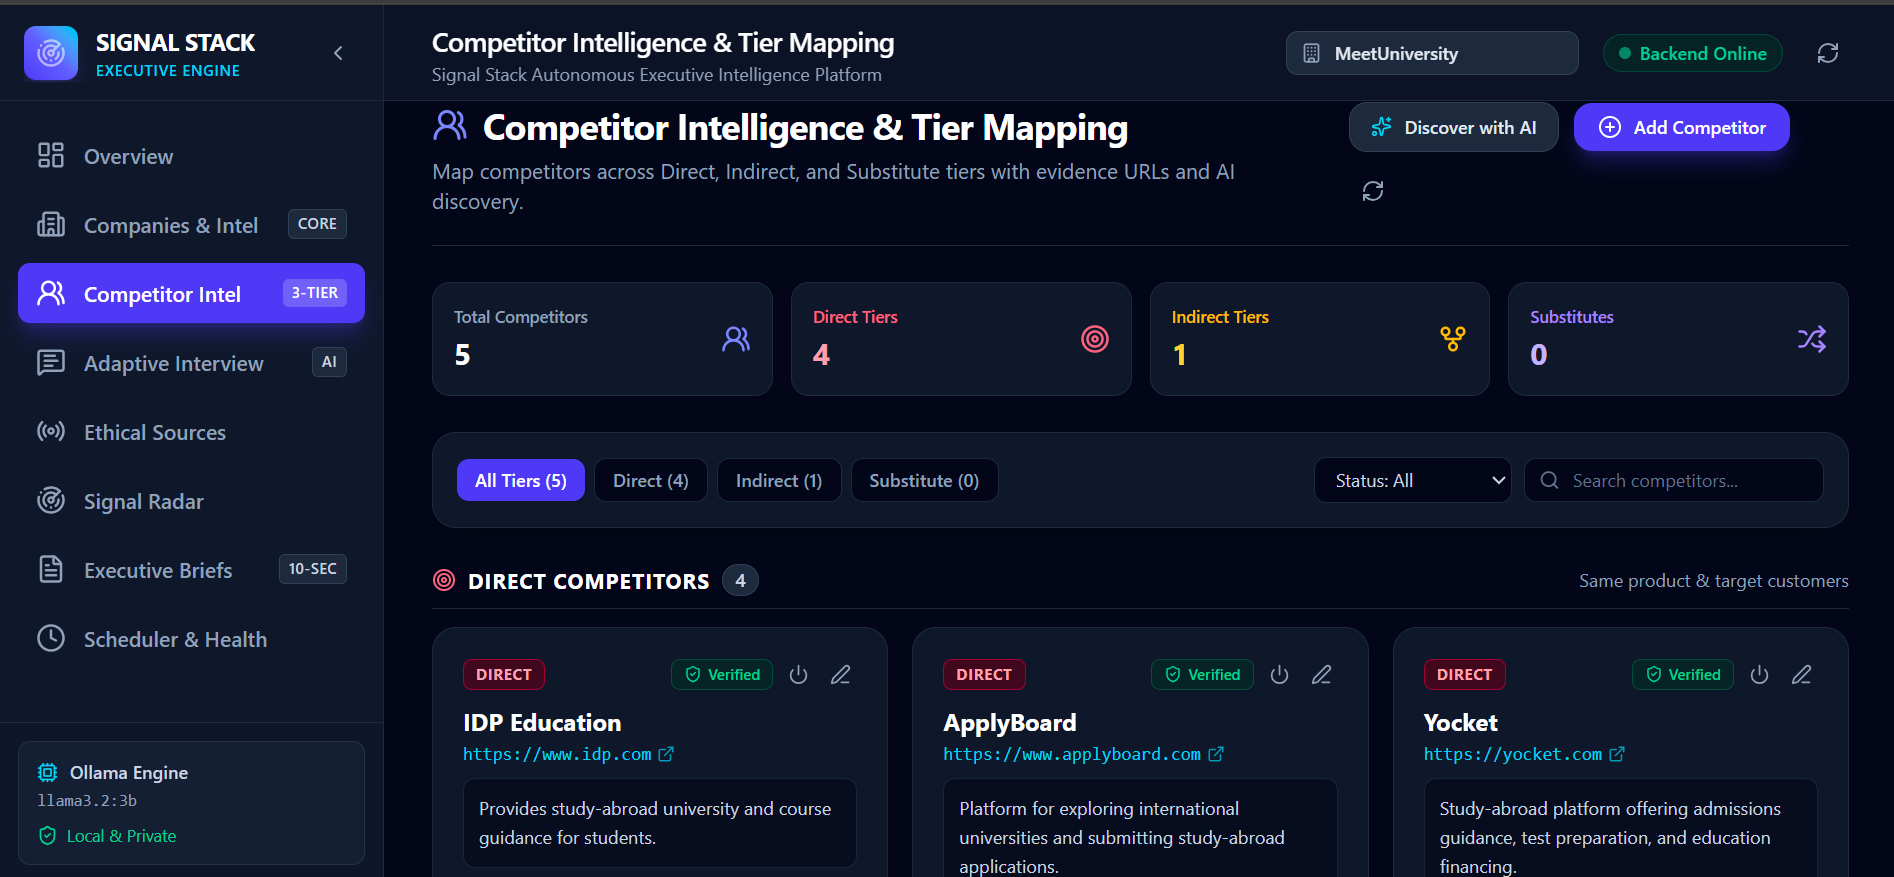 SIGNAL STACK
EXECUTIVE ENGINE
Overview
Companies & Intel CORE
Competitor Intel 3-TIER
Adaptive Interview AI
Ethical Sources
Signal Radar
Executive Briefs 10-SEC
Scheduler & Health
Ollama Engine
llama3.2:3b
Local & Private
Competitor Intelligence & Tier Mapping
Signal Stack Autonomous Executive Intelligence Platform
MeetUniversity
Backend Online
Competitor Intelligence & Tier Mapping
Map competitors across Direct, Indirect, and Substitute tiers with evidence URLs and AI
discovery.
Discover with AI
Add Competitor
Total Competitors
5
Direct Tiers
4
Indirect Tiers
1
Substitutes
0
All Tiers (5) Direct (4) Indirect (1) Substitute (0)
Status: All
Search competitors...
DIRECT COMPETITORS 4
Same product & target customers
DIRECT Verified
IDP Education
https://www.idp.com
Provides study-abroad university and course
guidance for students.
DIRECT Verified
ApplyBoard
https://www.applyboard.com
Platform for exploring international
universities and submitting study-abroad
applications.
DIRECT Verified
Yocket
https://yocket.com
Study-abroad platform offering admissions
guidance, test preparation, and education
financing.